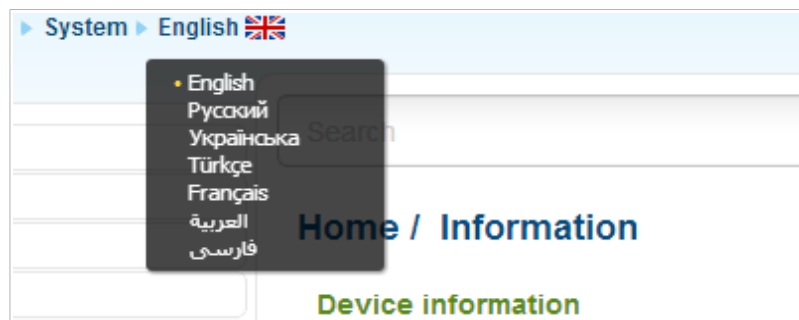 System English
• English
Русский
Українська
Türkçe
Français
العربية
فارسی
Search
Home / Information
Device information